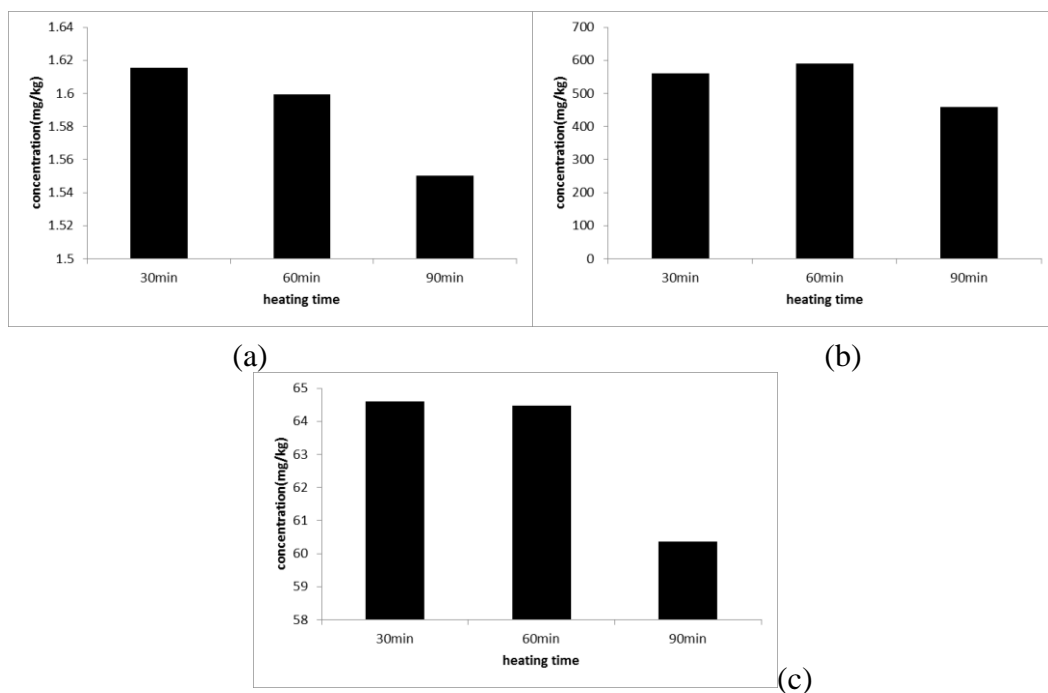 concentration(mg/kg)
1.64
1.62
1.6
1.58
1.56
1.54
1.52
1.5
30min 60min 90min
heating time
(a)
concentration(mg/kg)
700
600
500
400
300
200
100
0
30min 60min 90min
heating time
(b)
concentration(mg/kg)
65
64
63
62
61
60
59
58
30min 60min 90min
heating time
(c)